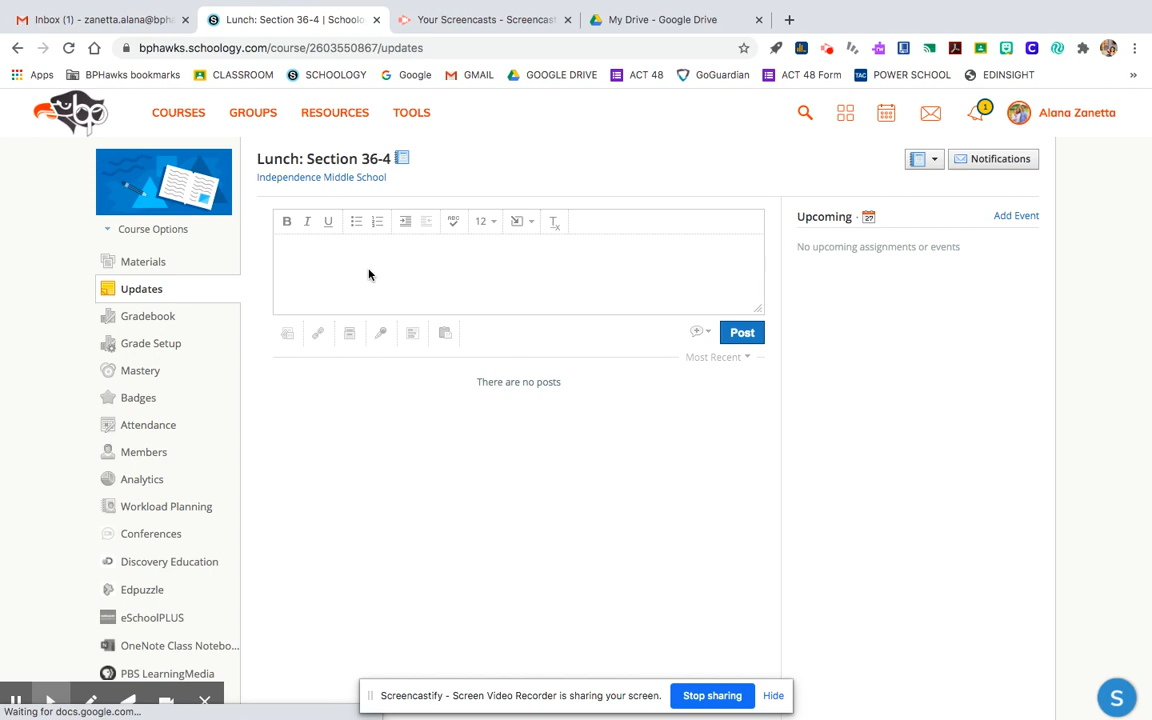 Inbox (1) - zanetta.alana@bpha
Lunch: Section 36-4 | Schoolo
Your Screencasts - Screencast
My Drive - Google Drive
bphawks.schoology.com/course/2603550867/updates
Apps
BPHawks bookmarks
CLASSROOM
SCHOOLOGY
Google
GMAIL
GOOGLE DRIVE
ACT 48
GoGuardian
ACT 48 Form
TAC POWER SCHOOL
EDINSIGHT
bp
COURSES
GROUPS
RESOURCES
TOOLS
1
Alana Zanetta
Lunch: Section 36-4
Independence Middle School
Notifications
Course Options
Materials
Updates
Gradebook
Grade Setup
Mastery
Badges
Attendance
Members
Analytics
Workload Planning
Conferences
Discovery Education
Edpuzzle
eSchoolPLUS
OneNote Class Notebo...
PBS LearningMedia
B I U
ABC
12
Tx
Post
Most Recent
There are no posts
Upcoming ·
Add Event
No upcoming assignments or events
Screencastify - Screen Video Recorder is sharing your screen.
Stop sharing
Hide
Waiting for docs.google.com...
S